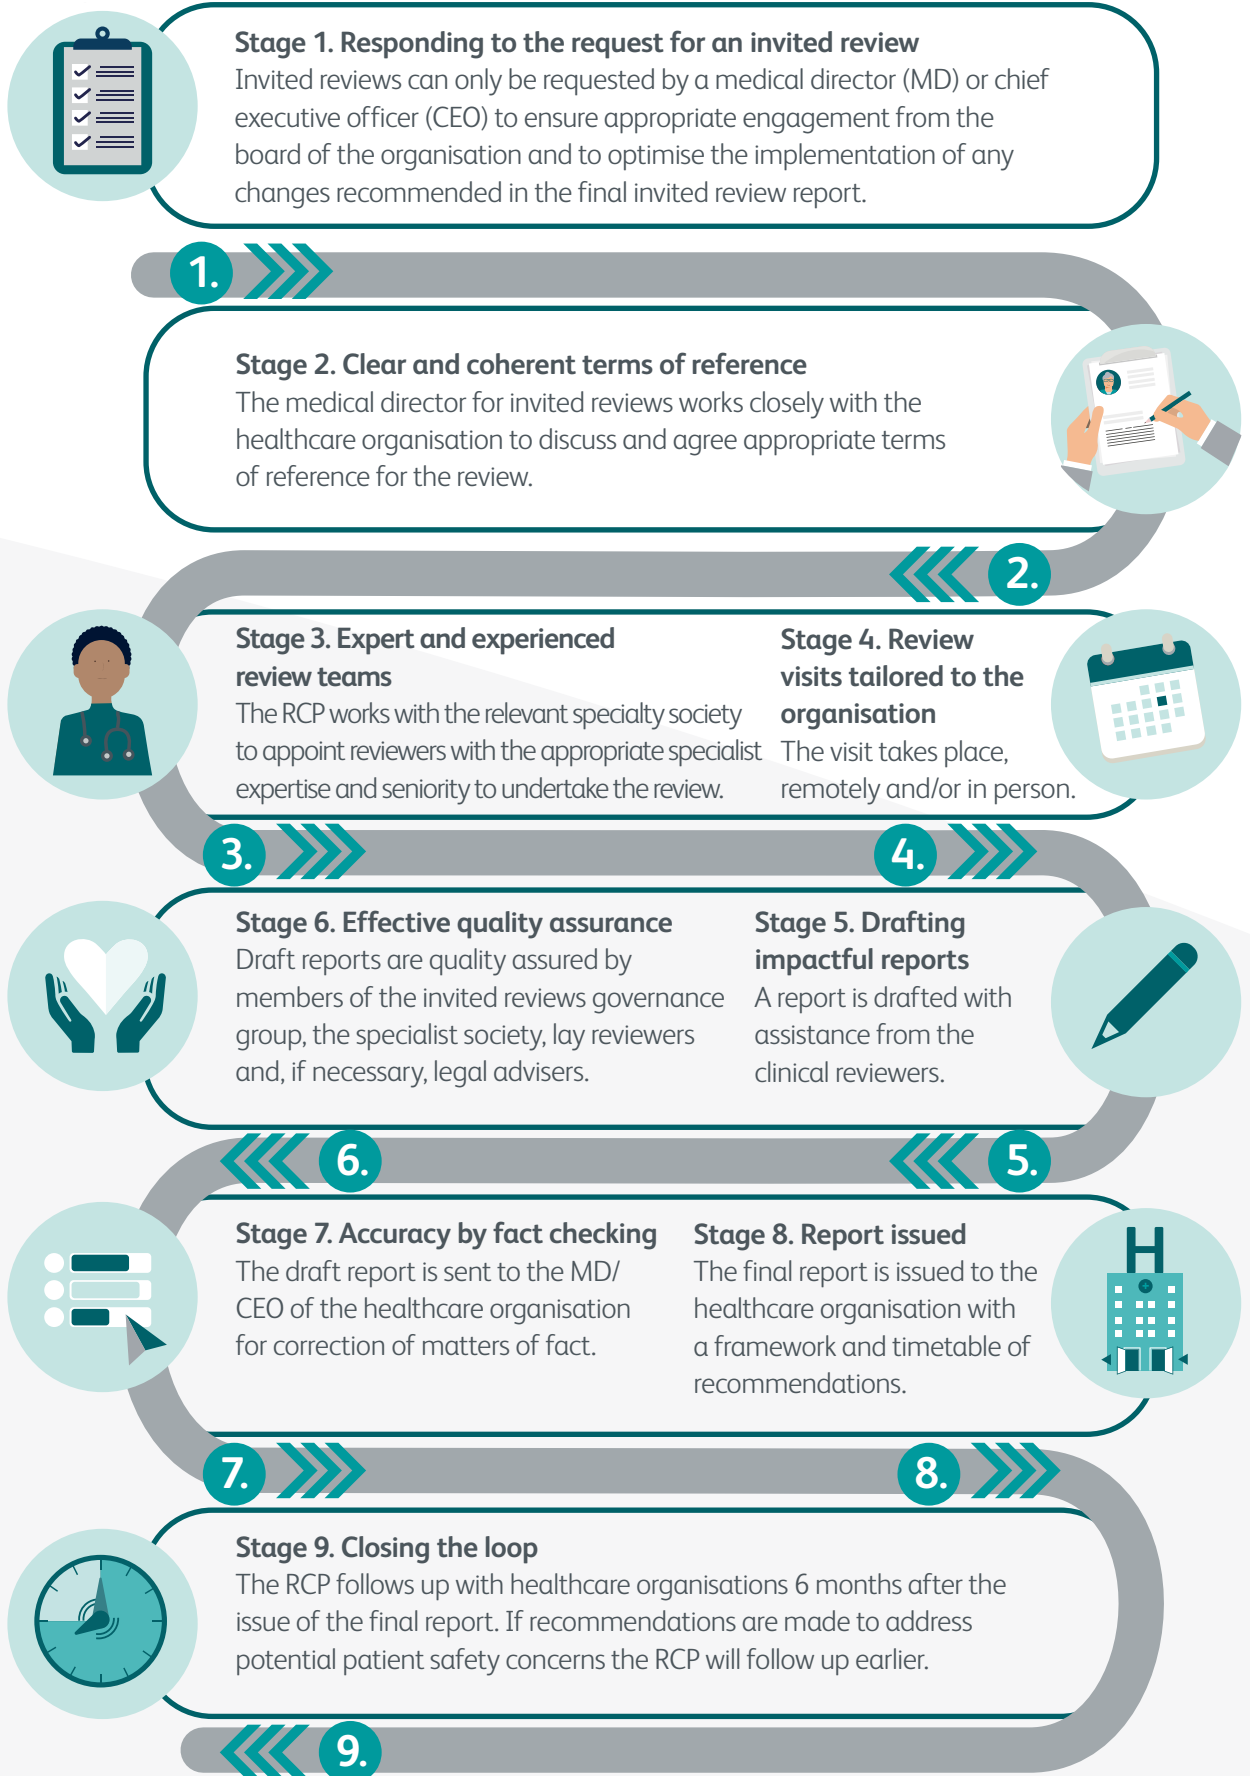 Stage 1. Responding to the request for an invited review
Invited reviews can only be requested by a medical director (MD) or chief
executive officer (CEO) to ensure appropriate engagement from the
board of the organisation and to optimise the implementation of any
changes recommended in the final invited review report.
1.
Stage 2. Clear and coherent terms of reference
The medical director for invited reviews works closely with the
healthcare organisation to discuss and agree appropriate terms
of reference for the review.
2.
Stage 3. Expert and experienced
review teams
The RCP works with the relevant specialty society
to appoint reviewers with the appropriate specialist
expertise and seniority to undertake the review.
Stage 4. Review
visits tailored to the
organisation
The visit takes place,
remotely and/or in person.
3.
4.
Stage 5. Drafting
impactful reports
A report is drafted with
assistance from the
clinical reviewers.
Stage 6. Effective quality assurance
Draft reports are quality assured by
members of the invited reviews governance
group, the specialist society, lay reviewers
and, if necessary, legal advisers.
5.
6.
Stage 7. Accuracy by fact checking
The draft report is sent to the MD/
CEO of the healthcare organisation
for correction of matters of fact.
Stage 8. Report issued
The final report is issued to the
healthcare organisation with
a framework and timetable of
recommendations.
H
7.
8.
Stage 9. Closing the loop
The RCP follows up with healthcare organisations 6 months after the
issue of the final report. If recommendations are made to address
potential patient safety concerns the RCP will follow up earlier.
9.